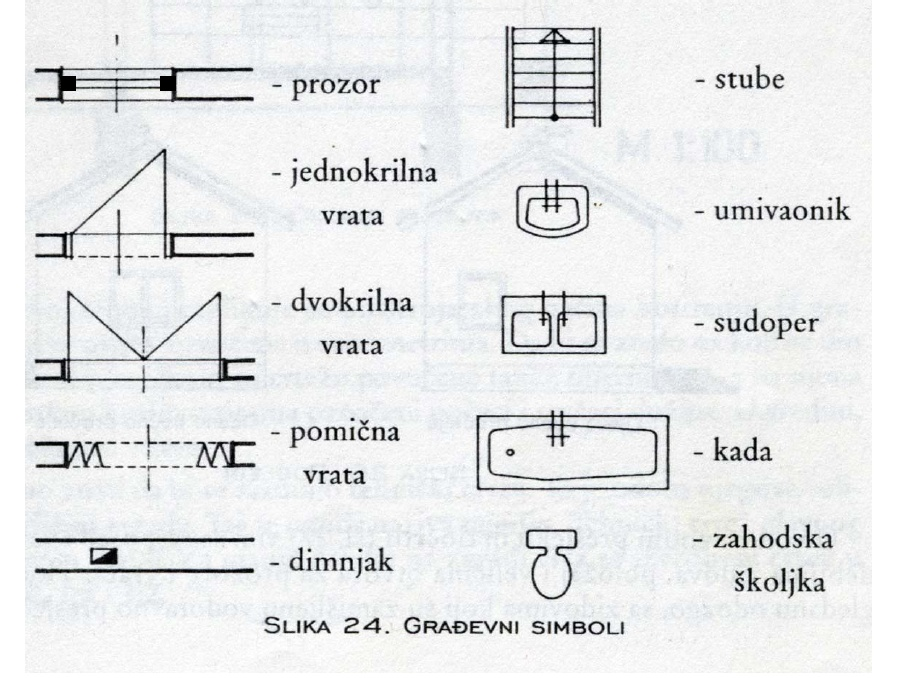 - prozor
- jednokrilna
vrata
- dvokrilna
vrata
- pomična
vrata
- dimnjak
- stube
- umivaonik
- sudoper
- kada
- zahodska
školjka
SLIKA 24. GRAĐEVNI SIMBOLI